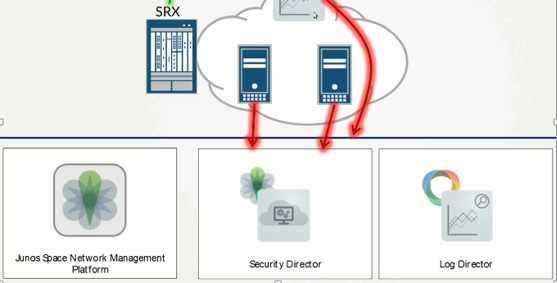 SRX
Junos Space Network Management
Platform
Security Director
Log Director